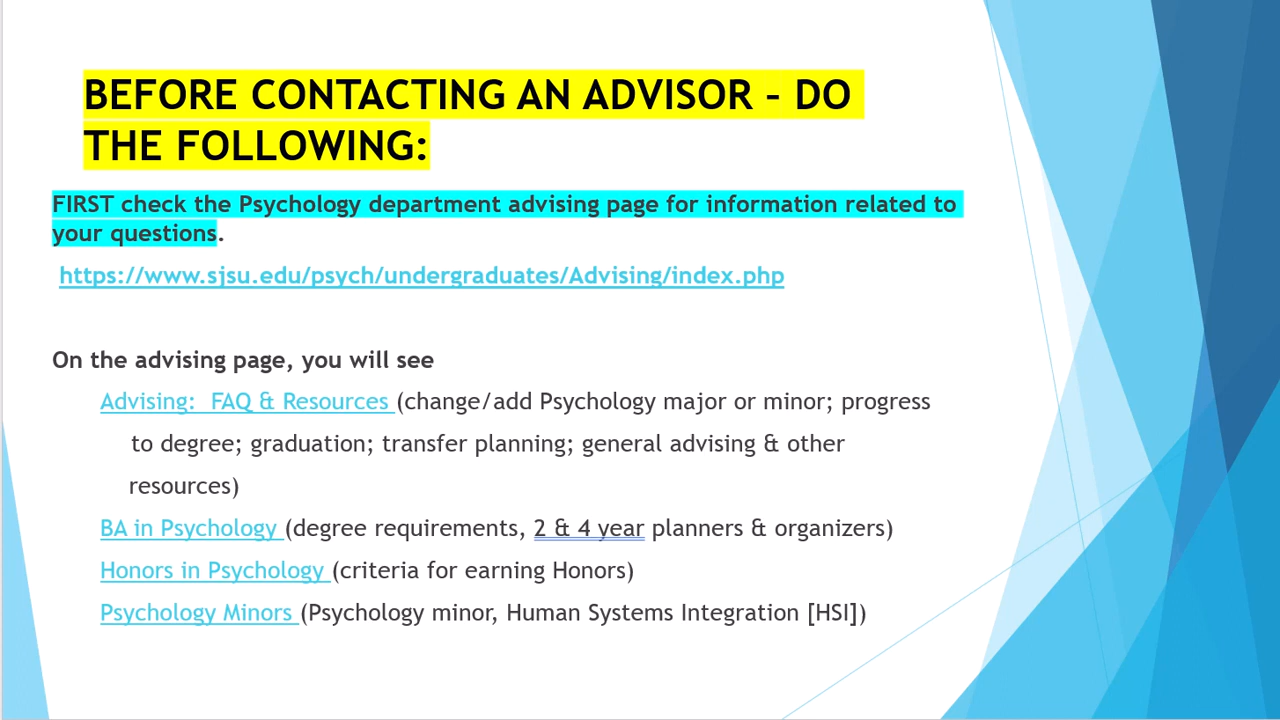 BEFORE CONTACTING AN ADVISOR – DO
THE FOLLOWING:
FIRST check the Psychology department advising page for information related to
your questions.
https://www.sjsu.edu/psych/undergraduates/Advising/index.php
On the advising page, you will see
Advising:  FAQ & Resources (change/add Psychology major or minor; progress
to degree; graduation; transfer planning; general advising & other
resources)
BA in Psychology (degree requirements, 2 & 4 year planners & organizers)
Honors in Psychology (criteria for earning Honors)
Psychology Minors (Psychology minor, Human Systems Integration [HSI])